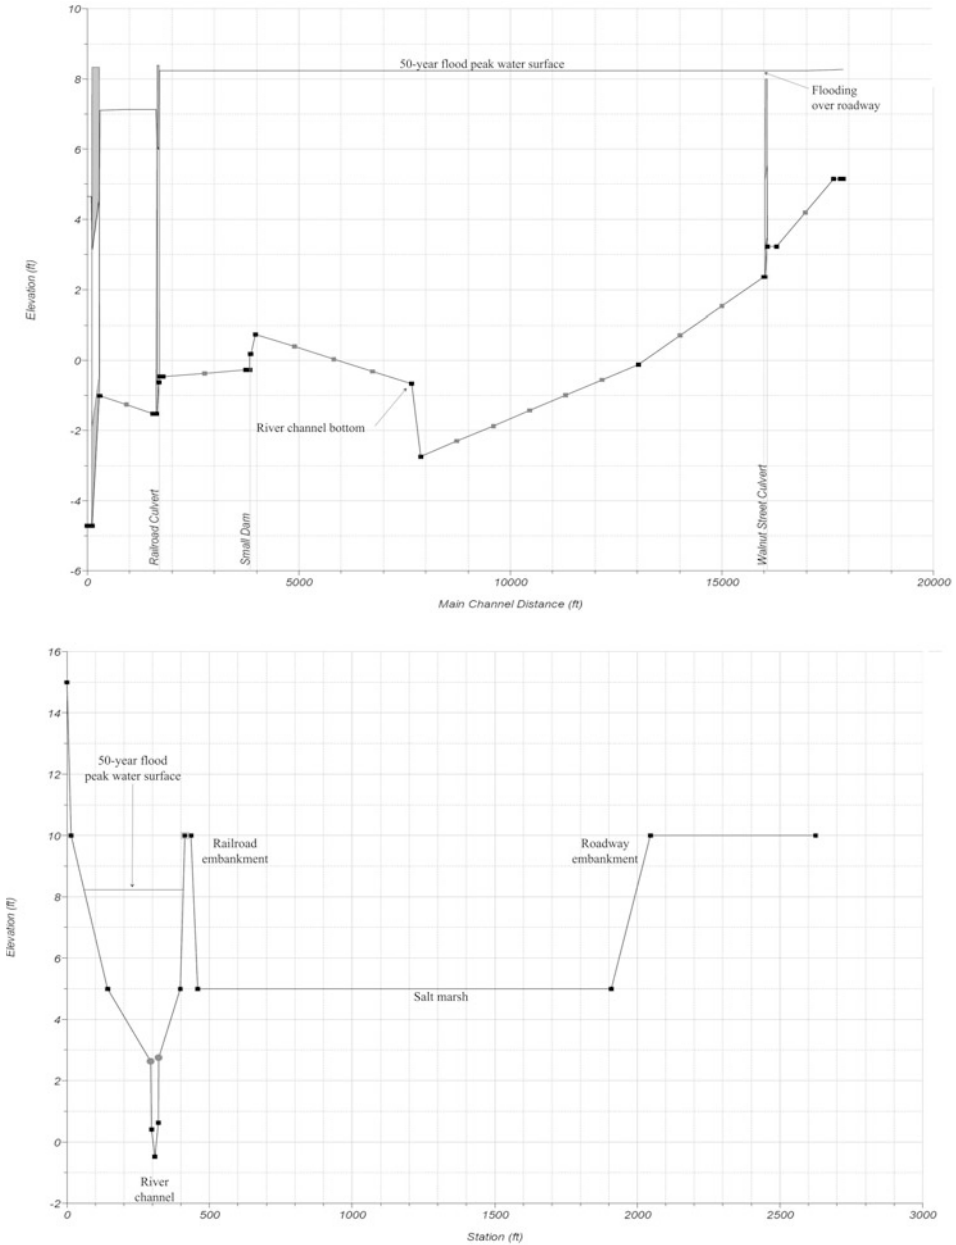 10
8
6
4
2
0
-2
-4
-6
Elevation (ft)
50-year flood peak water surface
Flooding
over roadway
River channel bottom
Railroad Culvert
Small Dam
Walnut Street Culvert
0
5000
10000
15000
20000
Main Channel Distance (ft)
16
14
12
10
8
6
4
2
0
-2
Elevation (ft)
50-year flood
peak water surface
Railroad
embankment
Roadway
embankment
Salt marsh
River
channel
0
500
1000
1500
2000
2500
3000
Station (ft)